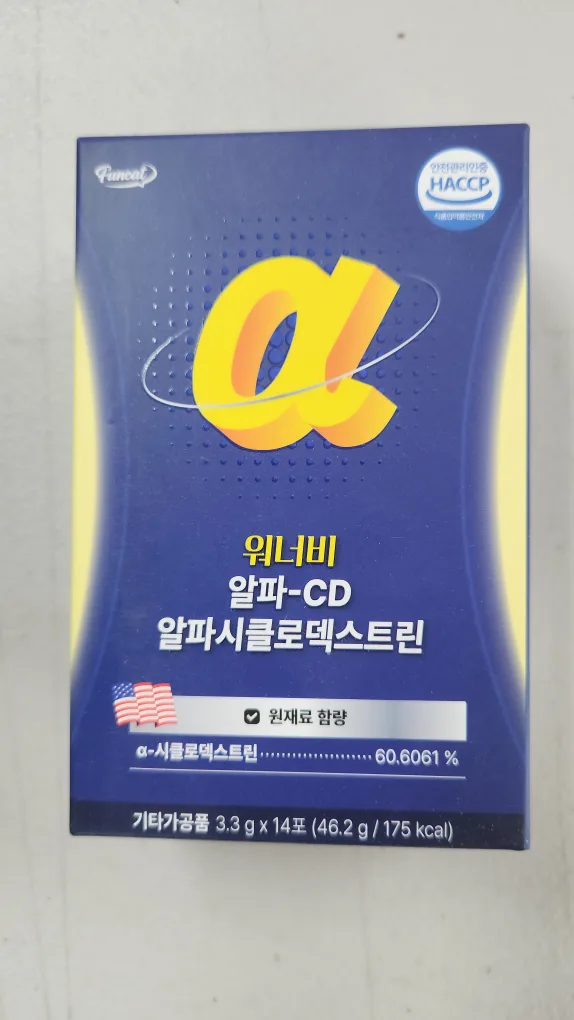 Funcat
안전관리인증
HACCP
식품의약품안전처
α
워너비
알파-CD
알파시클로덱스트린
원재료 함량
α-시클로덱스트린 ···················· 60.6061 %
기타가공품 3.3 g x 14포 (46.2 g / 175 kcal)